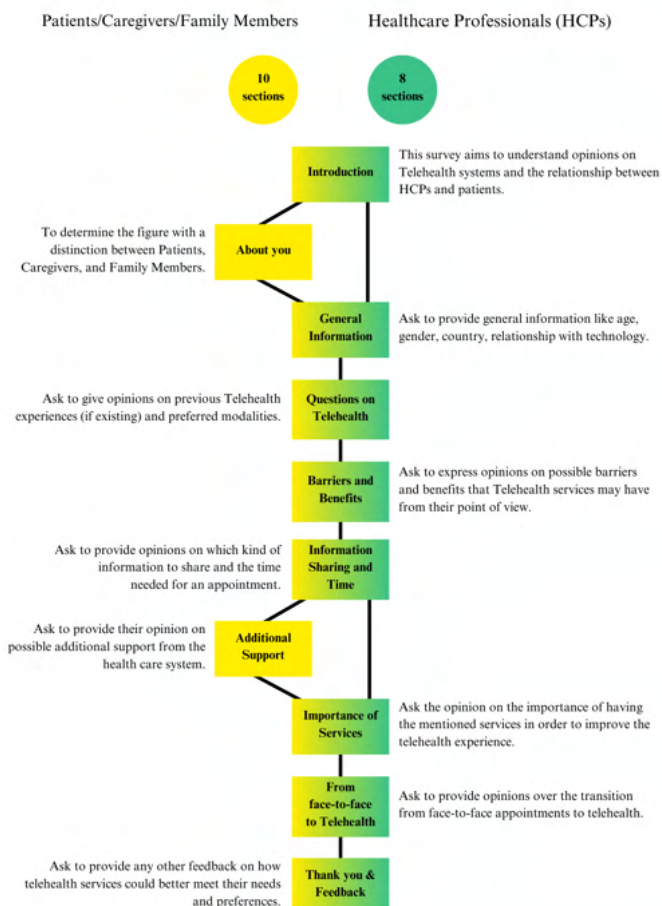 Patients/Caregivers/Family Members
Healthcare Professionals (HCPs)
10
sections
8
sections
Introduction
This survey aims to understand opinions on
Telehealth systems and the relationship between
HCPs and patients.
To determine the figure with a
distinction between Patients,
Caregivers, and Family Members.
About you
General
Information
Ask to provide general information like age,
gender, country, relationship with technology.
Ask to give opinions on previous Telehealth
experiences (if existing) and preferred modalities.
Questions on
Telehealth
Barriers and
Benefits
Ask to express opinions on possible barriers
and benefits that Telehealth services may have
from their point of view.
Ask to provide opinions on which kind of
information to share and the time
needed for an appointment.
Information
Sharing and
Time
Ask to provide their opinion on
possible additional support from the
health care system.
Additional
Support
Importance of
Services
Ask the opinion on the importance of having
the mentioned services in order to improve the
telehealth experience.
From
face-to-face
to Telehealth
Ask to provide opinions over the transition
from face-to-face appointments to telehealth.
Ask to provide any other feedback on how
telehealth services could better meet their needs
and preferences.
Thank you &
Feedback